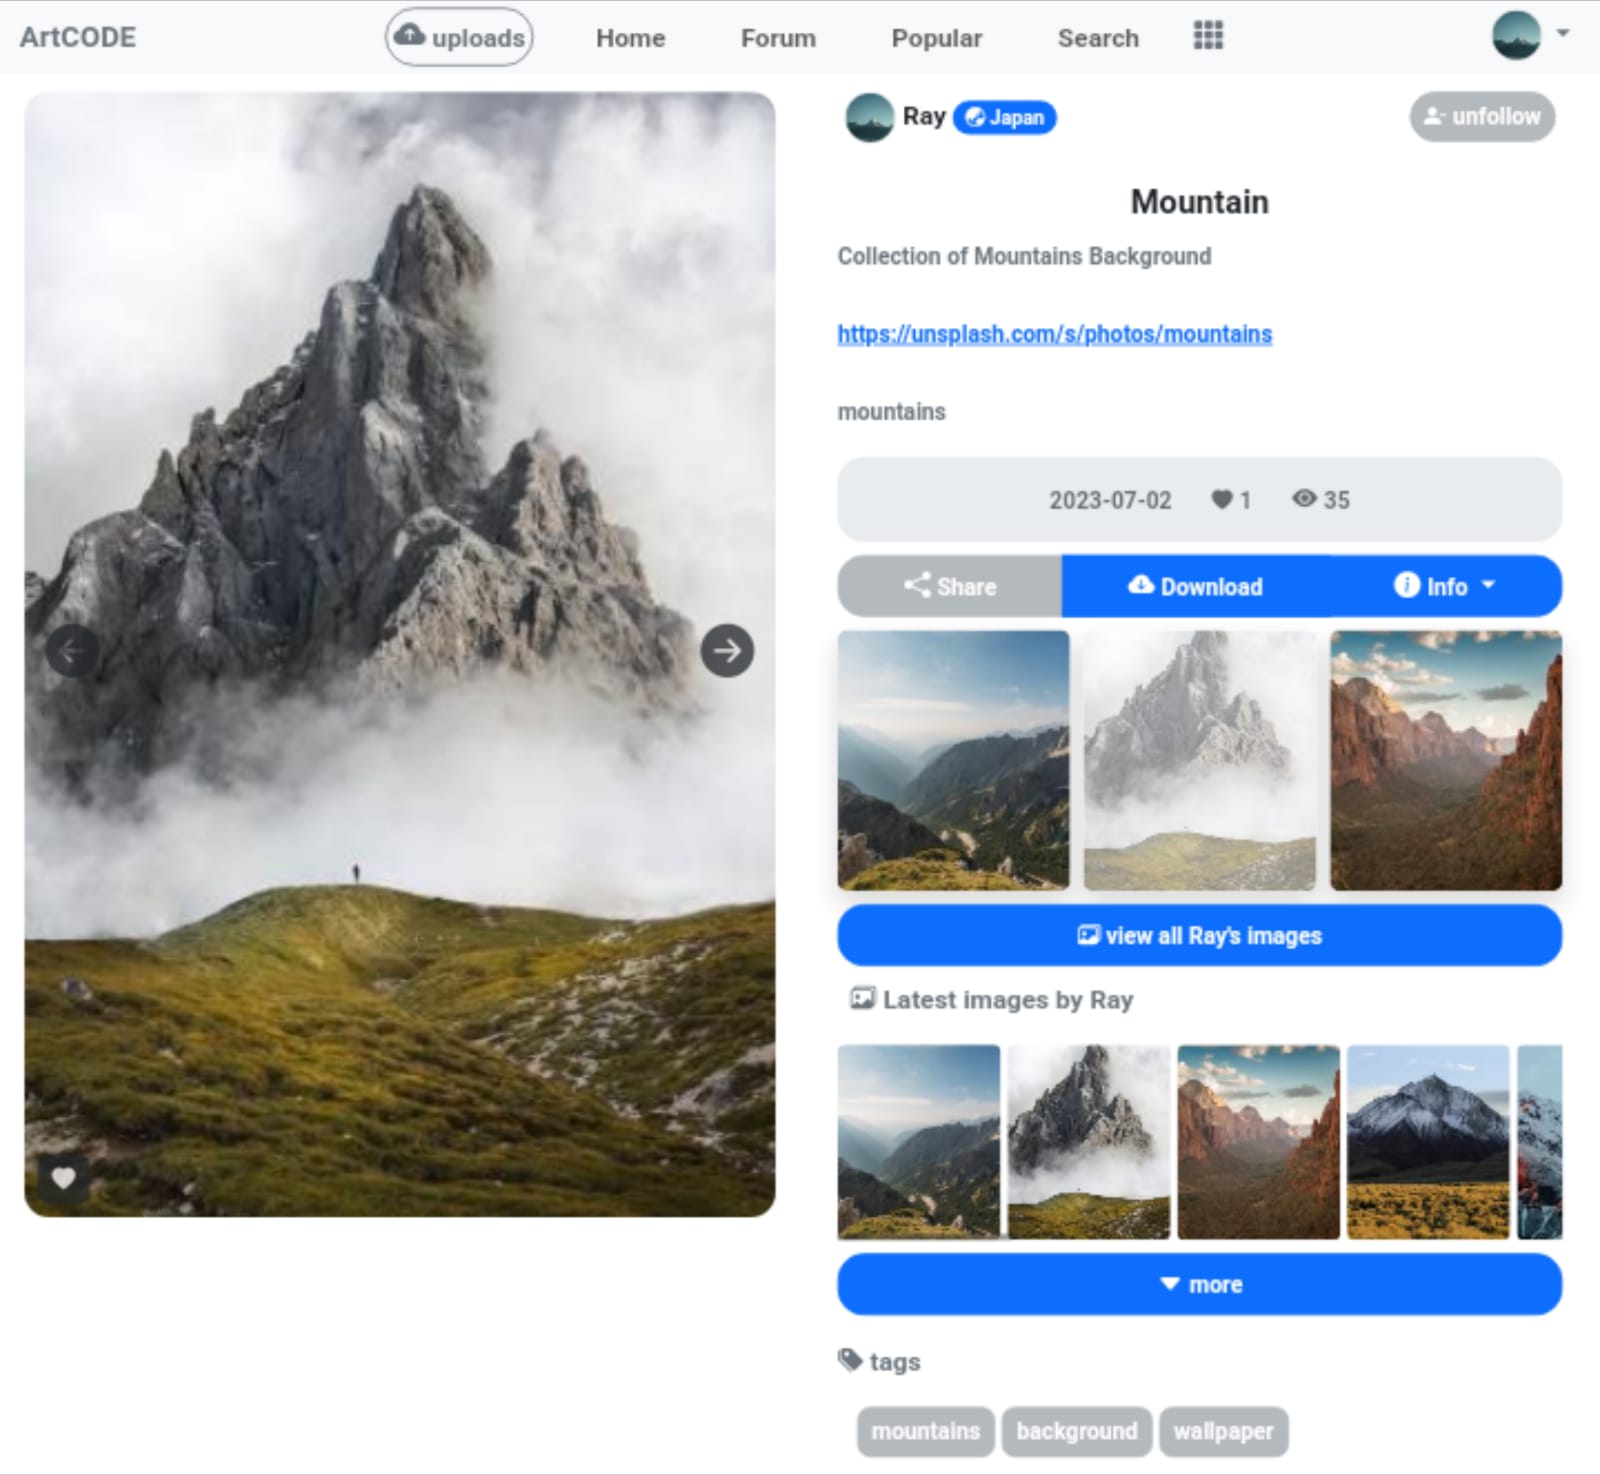 ArtCODE
uploads
Home
Forum
Popular
Search
Ray
Japan
unfollow
Mountain
Collection of Mountains Background
https://unsplash.com/s/photos/mountains
mountains
2023-07-02 1 35
Share
Download
Info
view all Ray's images
Latest images by Ray
more
tags
mountains
background
wallpaper